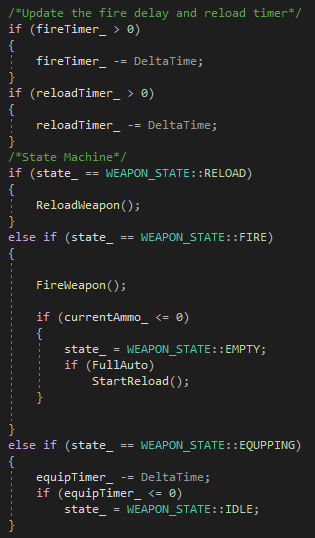 /*Update the fire delay and reload timer*/
if (fireTimer_ > 0)
{
fireTimer_ -= DeltaTime;
}
if (reloadTimer_ > 0)
{
reloadTimer_ -= DeltaTime;
}
/*State Machine*/
if (state_ == WEAPON_STATE::RELOAD)
{
ReloadWeapon();
}
else if (state_ == WEAPON_STATE::FIRE)
{
FireWeapon();
if (currentAmmo_ <= 0)
{
state_ = WEAPON_STATE::EMPTY;
if (FullAuto)
StartReload();
}
}
else if (state_ == WEAPON_STATE::EQUPPING)
{
equipTimer_ -= DeltaTime;
if (equipTimer_ <= 0)
state_ = WEAPON_STATE::IDLE;
}